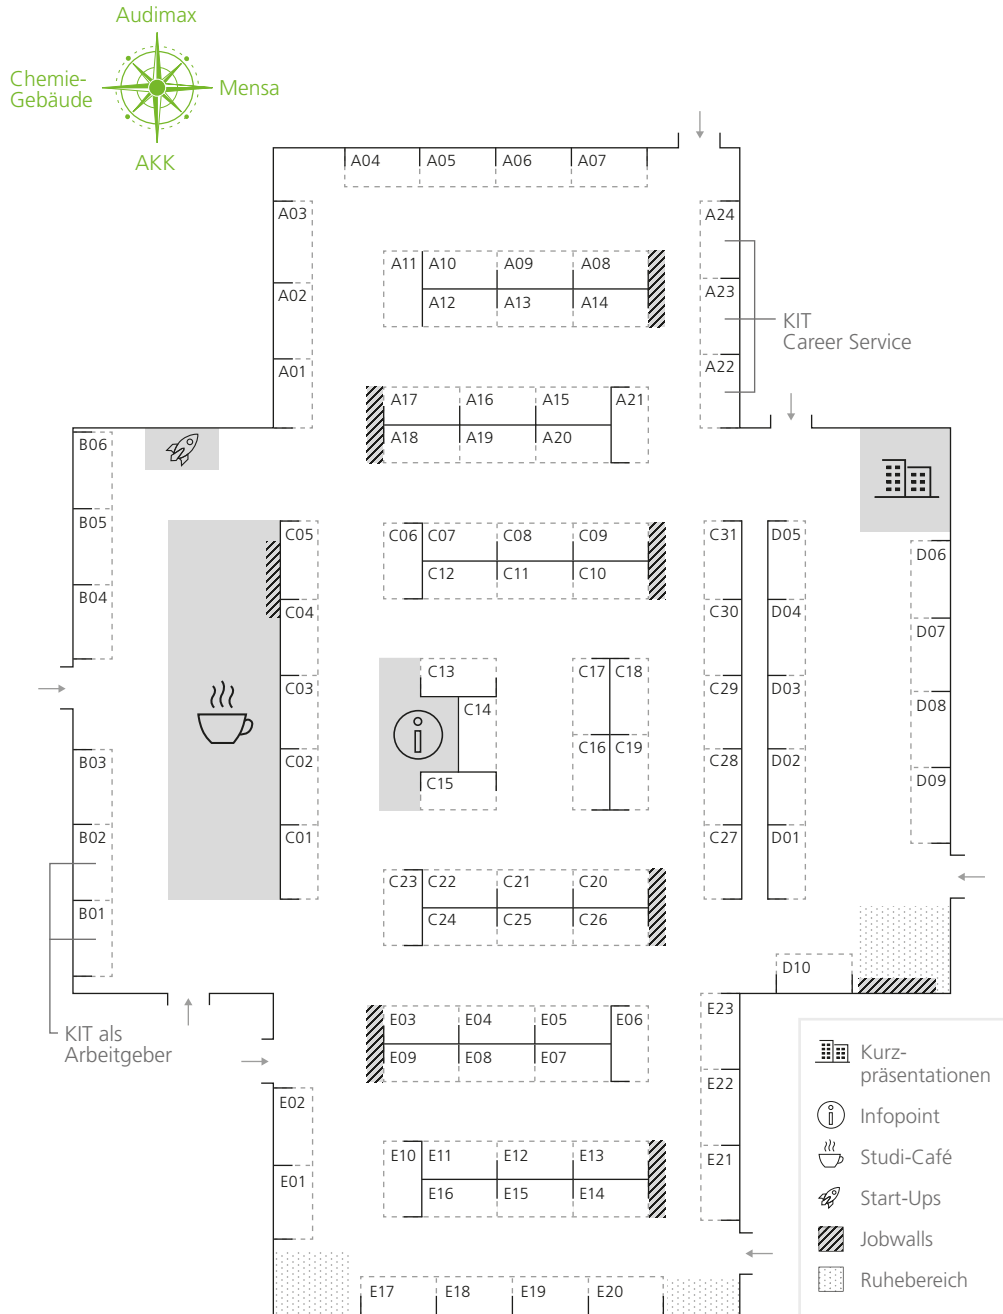 Audimax
Chemie-
Gebäude
Mensa
AKK
A04
A05
A06
A07
A03
A24
A11
A10
A09
A08
A02
A23
A12
A13
A14
KIT
Career Service
A01
A22
A17
A16
A15
A21
A18
A19
A20
B06
B05
C05
C06
C07
C08
C09
C31
D05
D06
C12
C11
C10
B04
C04
C30
D04
D07
C13
C17
C18
C03
C29
D03
D08
C14
C16
C19
B03
C02
C28
D02
D09
C15
B02
C01
C27
D01
C23
C22
C21
C20
B01
C24
C25
C26
D10
E23
E03
E04
E05
E06
KIT als
Arbeitgeber
E09
E08
E07
E22
E02
E10
E11
E12
E13
E21
E01
E16
E15
E14
E17
E18
E19
E20
Kurz-
präsentationen
Infopoint
Studi-Café
Start-Ups
Jobwalls
Ruhebereich